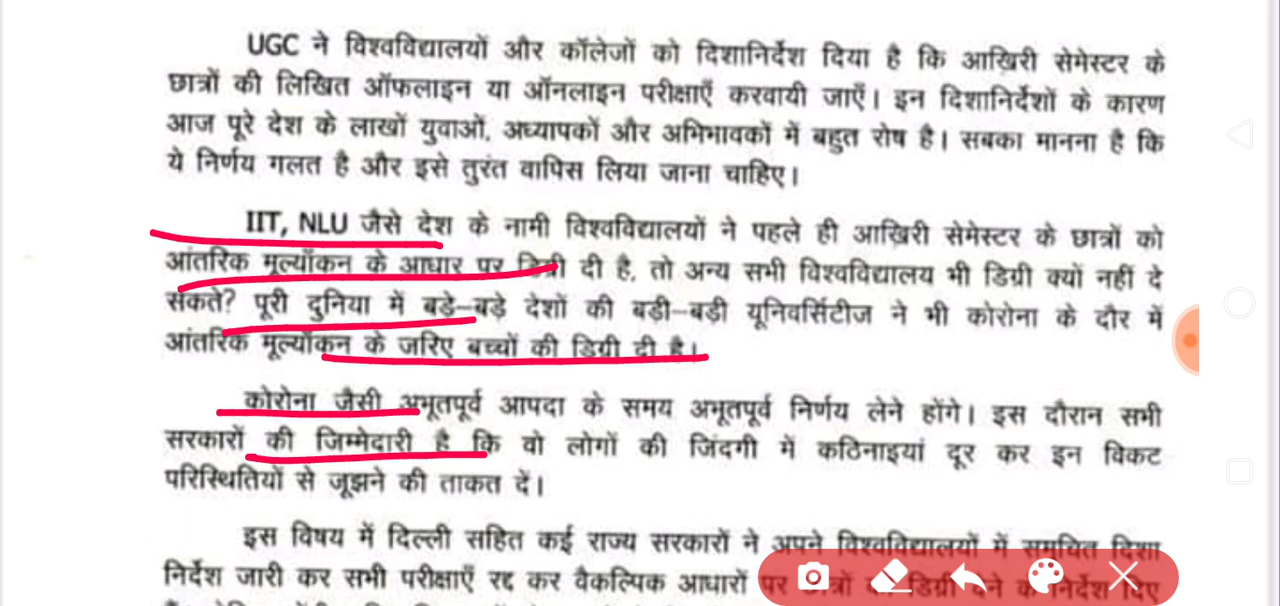 UGC ने विश्वविद्यालयों और कॉलेजों को दिशानिर्देश दिया है कि आखिरी सेमेस्टर के
छात्रों की लिखित ऑफलाइन या ऑनलाइन परीक्षाएँ करवायी जाएँ। इन दिशानिर्देशों के कारण
आज पूरे देश के लाखों युवाओं, अध्यापकों और अभिभावकों में बहुत रोष है। सबका मानना है कि
ये निर्णय गलत है और इसे तुरंत वापिस लिया जाना चाहिए।
IIT, NLU जैसे देश के नामी विश्वविद्यालयों ने पहले ही आख़िरी सेमेस्टर के छात्रों को
आंतरिक मूल्याँकन के आधार पर डिग्री दी है, तो अन्य सभी विश्वविद्यालय भी डिग्री क्यों नहीं दे
सकते? पूरी दुनिया में बड़े-बड़े देशों की बड़ी-बड़ी यूनिवर्सिटीज ने भी कोरोना के दौर में
आंतरिक मूल्याँकन के जरिए बच्चों की डिग्री दी है।
कोरोना जैसी अभूतपूर्व आपदा के समय अभूतपूर्व निर्णय लेने होंगे। इस दौरान सभी
सरकारों की जिम्मेदारी है कि वो लोगों की जिंदगी में कठिनाइयां दूर कर इन विकट
परिस्थितियों से जूझने की ताकत दें।
इस विषय में दिल्ली सहित कई राज्य सरकारों ने अपने विश्वविद्यालयों में समुचित दिशा
निर्देश जारी कर सभी परीक्षाएँ रद्द कर वैकल्पिक आधारों पर डिग्री निर्देश दिए